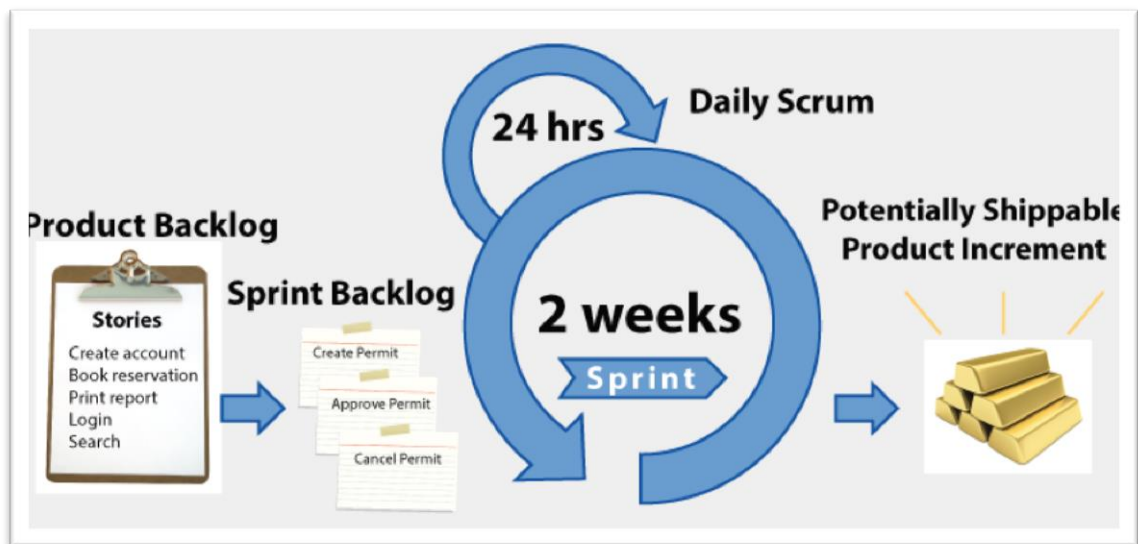 Product Backlog
Stories
Create account
Book reservation
Print report
Login
Search
Sprint Backlog
Create Permit
Approve Permit
Cancel Permit
24 hrs
Daily Scrum
2 weeks
Sprint
Potentially Shippable
Product Increment